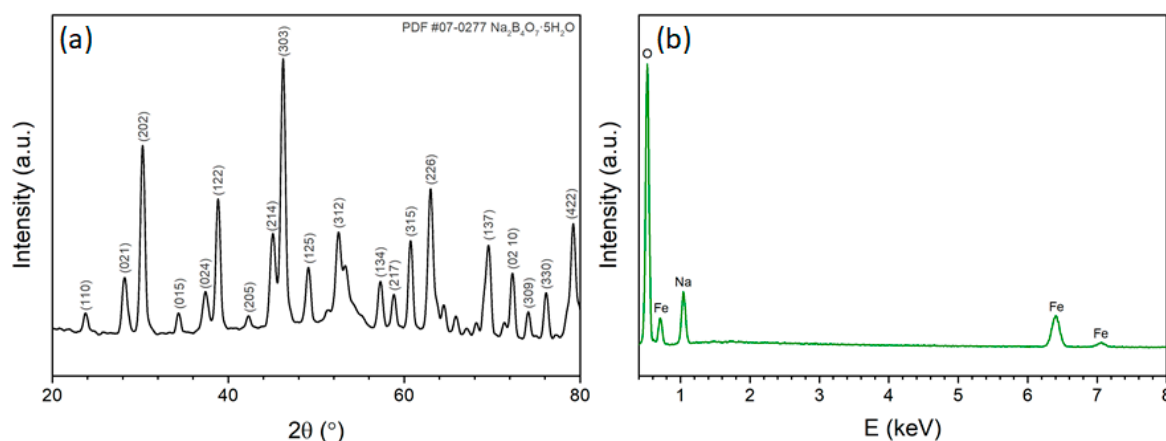 (a)
PDF #07-0277 Na₂B₄O₇·5H₂O
(110)
(021)
(202)
(015)
(024)
(122)
(205)
(214)
(303)
(125)
(312)
(134)
(217)
(315)
(226)
(137)
(02 10)
(309)
(330)
(422)
Intensity (a.u.)
20
40
60
80
2θ (°)
(b)
O
Fe
Na
Fe
Fe
Intensity (a.u.)
1
2
3
4
5
6
7
8
E (keV)